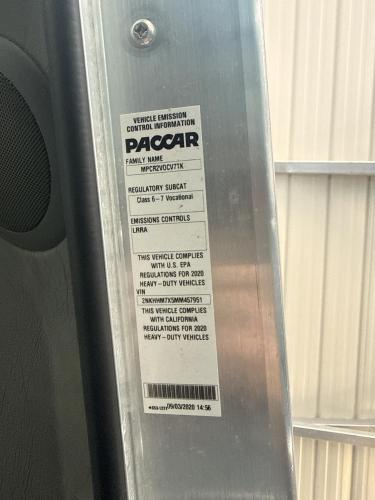 VEHICLE EMISSION
CONTROL INFORMATION
PACCAR
FAMILY NAME
MPCR2VOCV7TX
REGULATORY SUBCAT
Class 6-7 Vocational
EMISSIONS CONTROLS
LRRA
THIS VEHICLE COMPLIES
WITH U.S. EPA
REGULATIONS FOR 2020
HEAVY-DUTY VEHICLES
VIN
2NKHHM7X5MM457951
THIS VEHICLE COMPLIES
WITH CALIFORNIA
REGULATIONS FOR 2020
HEAVY-DUTY VEHICLES
09/03/2020 14:56